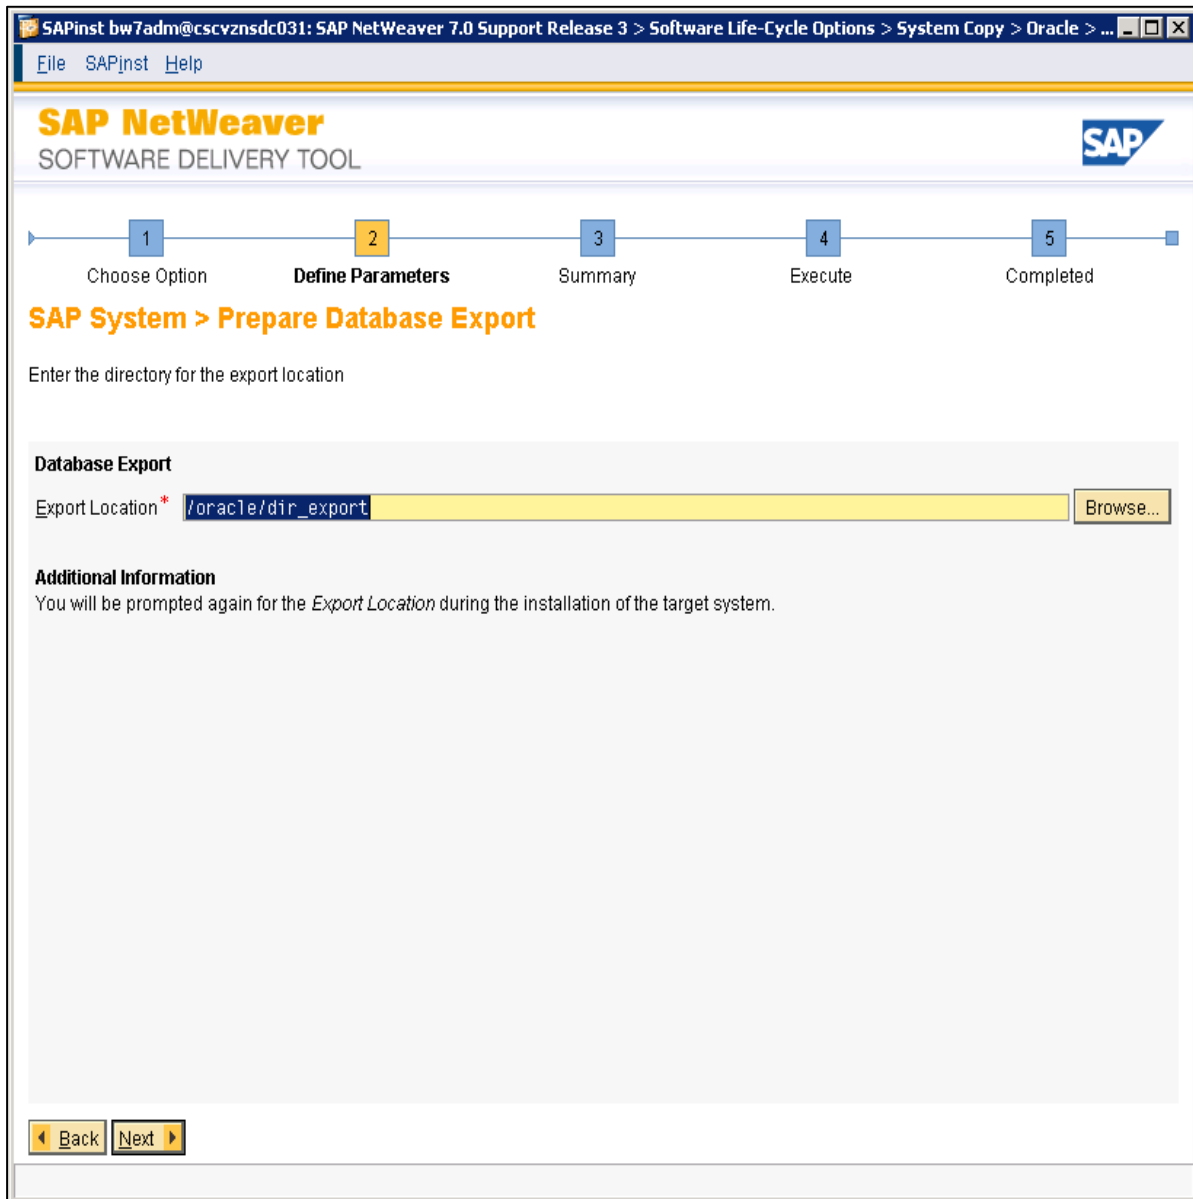 SAPinst bw7adm@cscvznsdc031: SAP NetWeaver 7.0 Support Release 3 > Software Life-Cycle Options > System Copy > Oracle > ...
File SAPinst Help
SAP NetWeaver
SOFTWARE DELIVERY TOOL
SAP
1 2 3 4 5
Choose Option Define Parameters Summary Execute Completed
SAP System > Prepare Database Export
Enter the directory for the export location
Database Export
Export Location* /oracle/dir_export Browse...
Additional Information
You will be prompted again for the Export Location during the installation of the target system.
Back Next